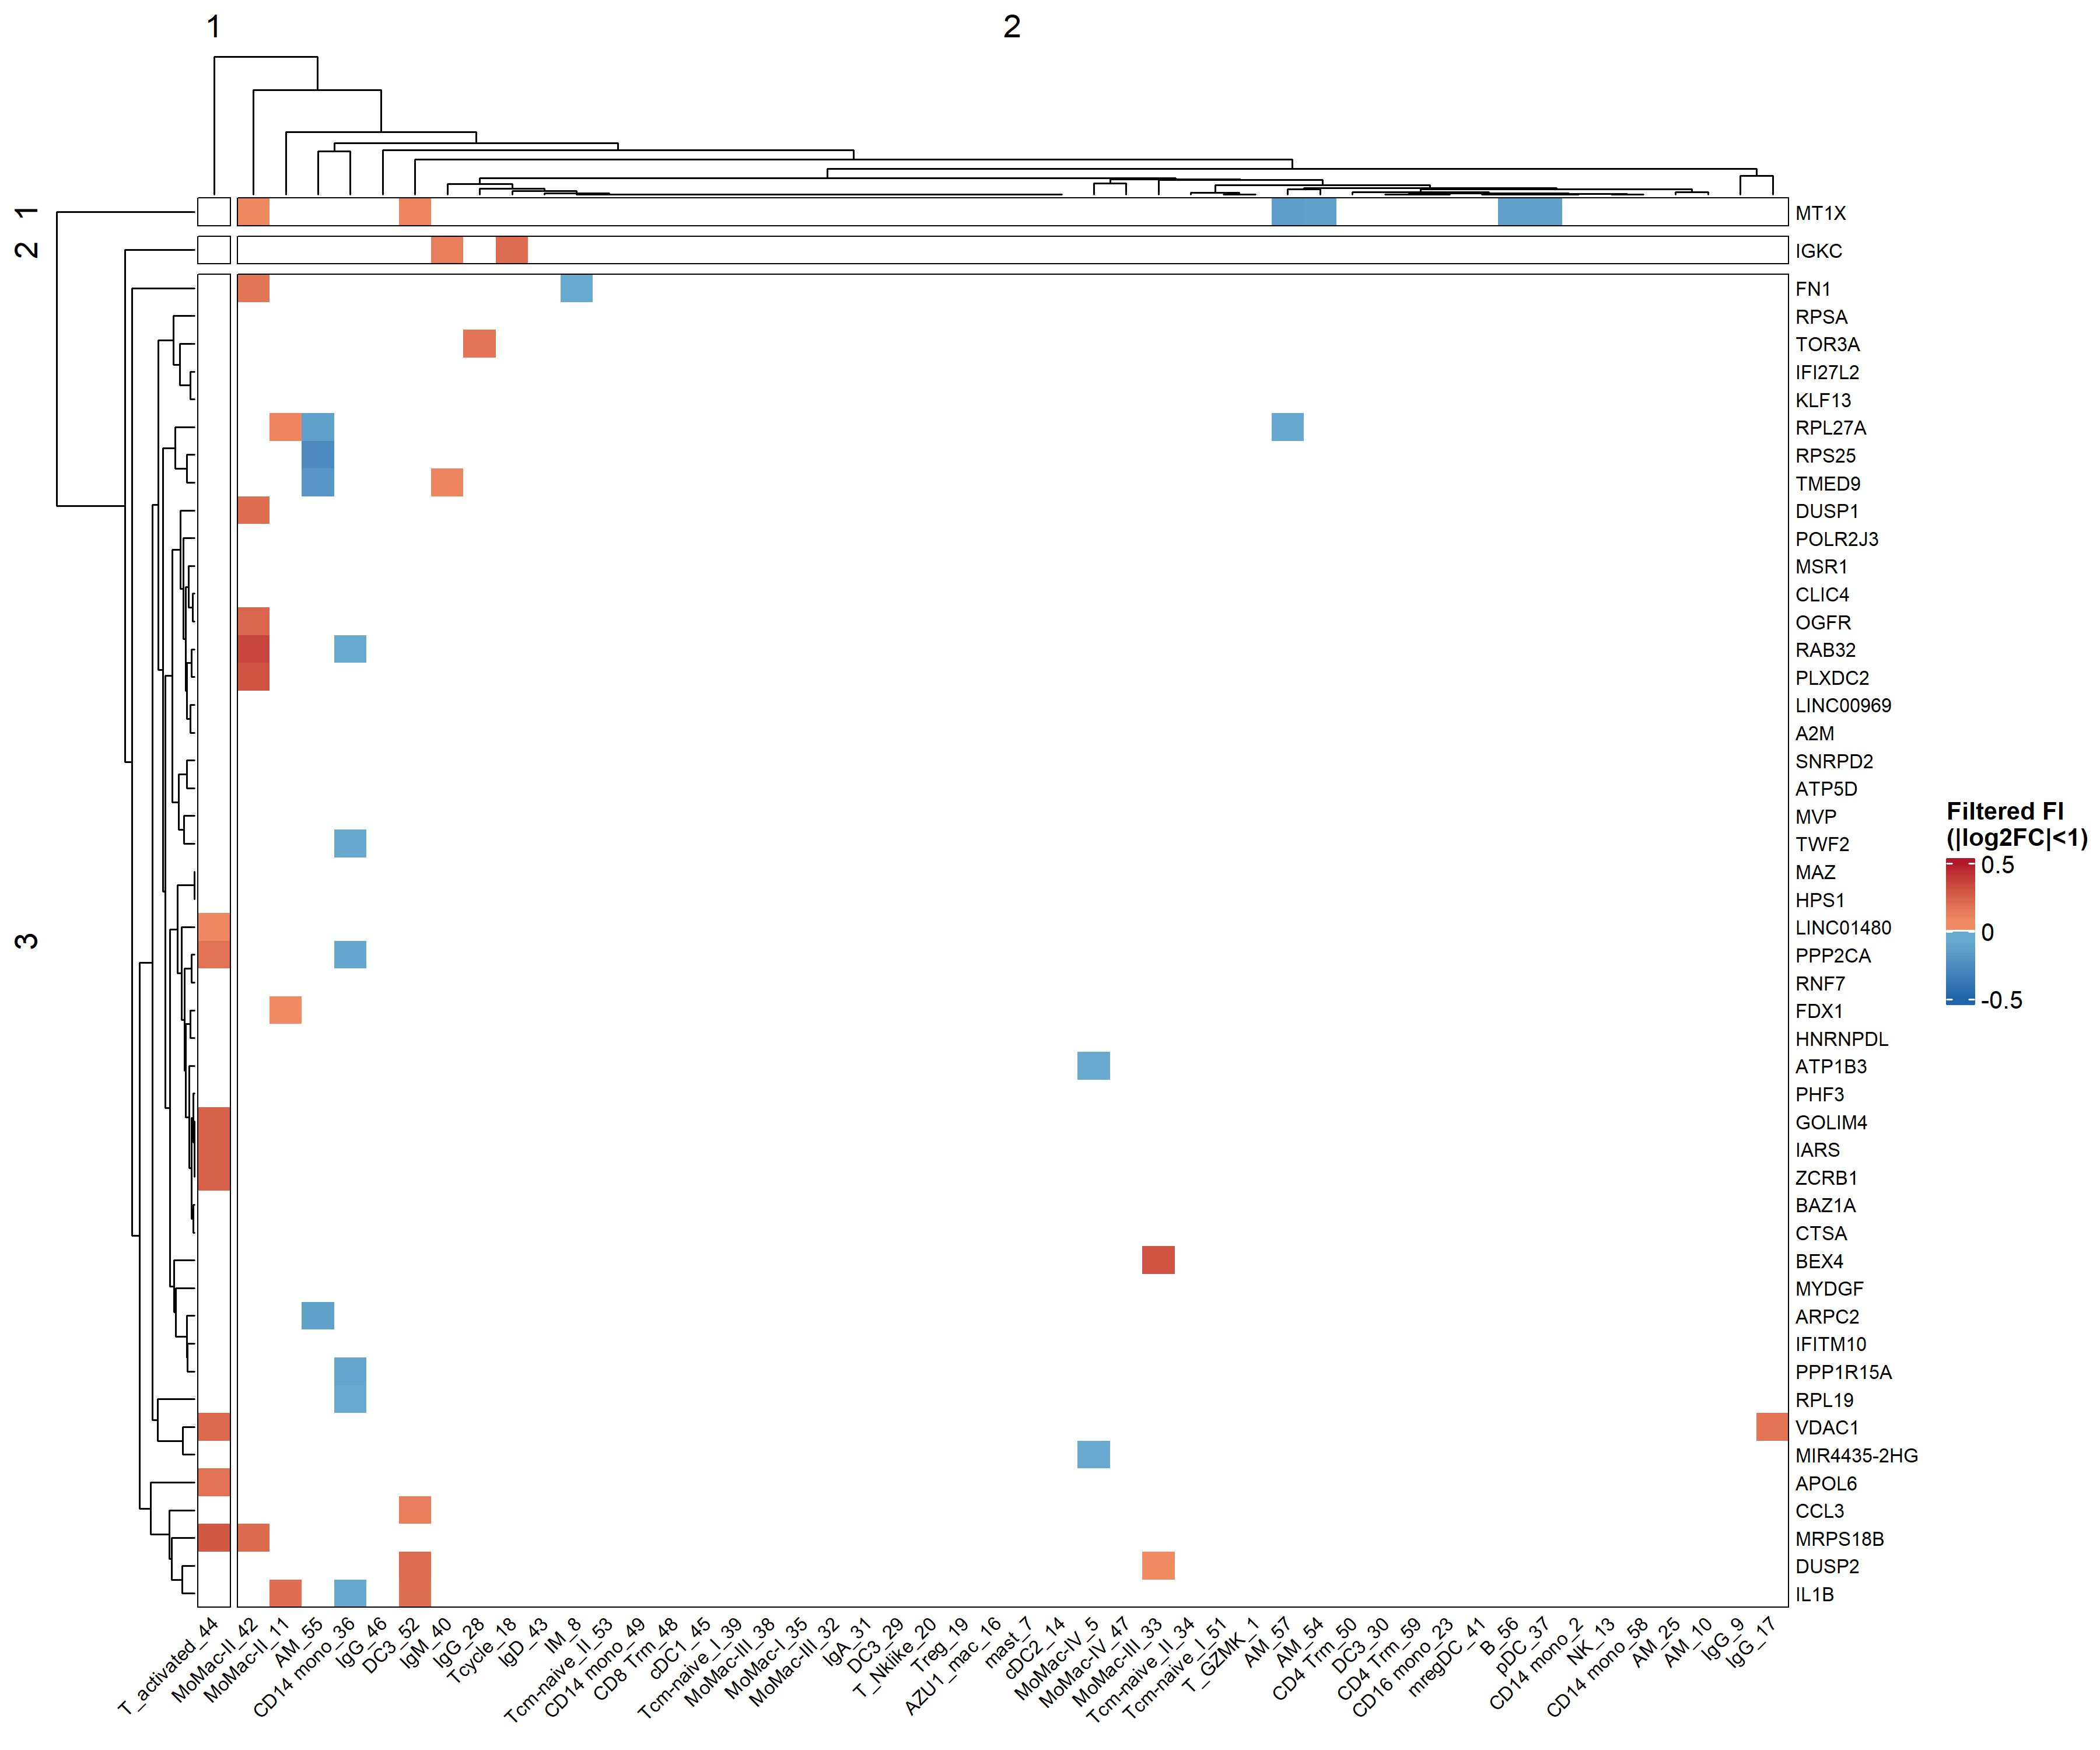 1
2
1
2
3
MT1X
IGKC
FN1
RPSA
TOR3A
IFI27L2
KLF13
RPL27A
RPS25
TMED9
DUSP1
POLR2J3
MSR1
CLIC4
OGFR
RAB32
PLXDC2
LINC00969
A2M
SNRPD2
ATP5D
MVP
TWF2
MAZ
HPS1
LINC01480
PPP2CA
RNF7
FDX1
HNRNPDL
ATP1B3
PHF3
GOLIM4
IARS
ZCRB1
BAZ1A
CTSA
BEX4
MYDGF
ARPC2
IFITM10
PPP1R15A
RPL19
VDAC1
MIR4435-2HG
APOL6
CCL3
MRPS18B
DUSP2
IL1B
Filtered FI
(|log2FC|<1)
0.5
0
-0.5
T_activated_44
MoMac-II_42
MoMac-II_11
AM_55
CD14 mono_36
IgG_46
DC3_52
IgM_40
IgG_28
Tcycle_18
IgD_43
IM_8
Tcm-naive_II_53
CD14 mono_49
CD8 Trm_48
cDC1_45
Tcm-naive_I_39
MoMac-III_38
MoMac-I_35
MoMac-III_32
IgA_31
DC3_29
T_Nklike_20
Treg_19
AZU1_mac_16
mast_7
cDC2_14
MoMac-IV_5
MoMac-IV_47
MoMac-III_33
Tcm-naive_II_34
Tcm-naive_I_51
T_GZMK_1
AM_57
AM_54
CD4 Trm_50
DC3_30
CD4 Trm_59
CD16 mono_23
mregDC_41
B_56
pDC_37
CD14 mono_2
NK_13
CD14 mono_58
AM_25
AM_10
IgG_9
IgG_17